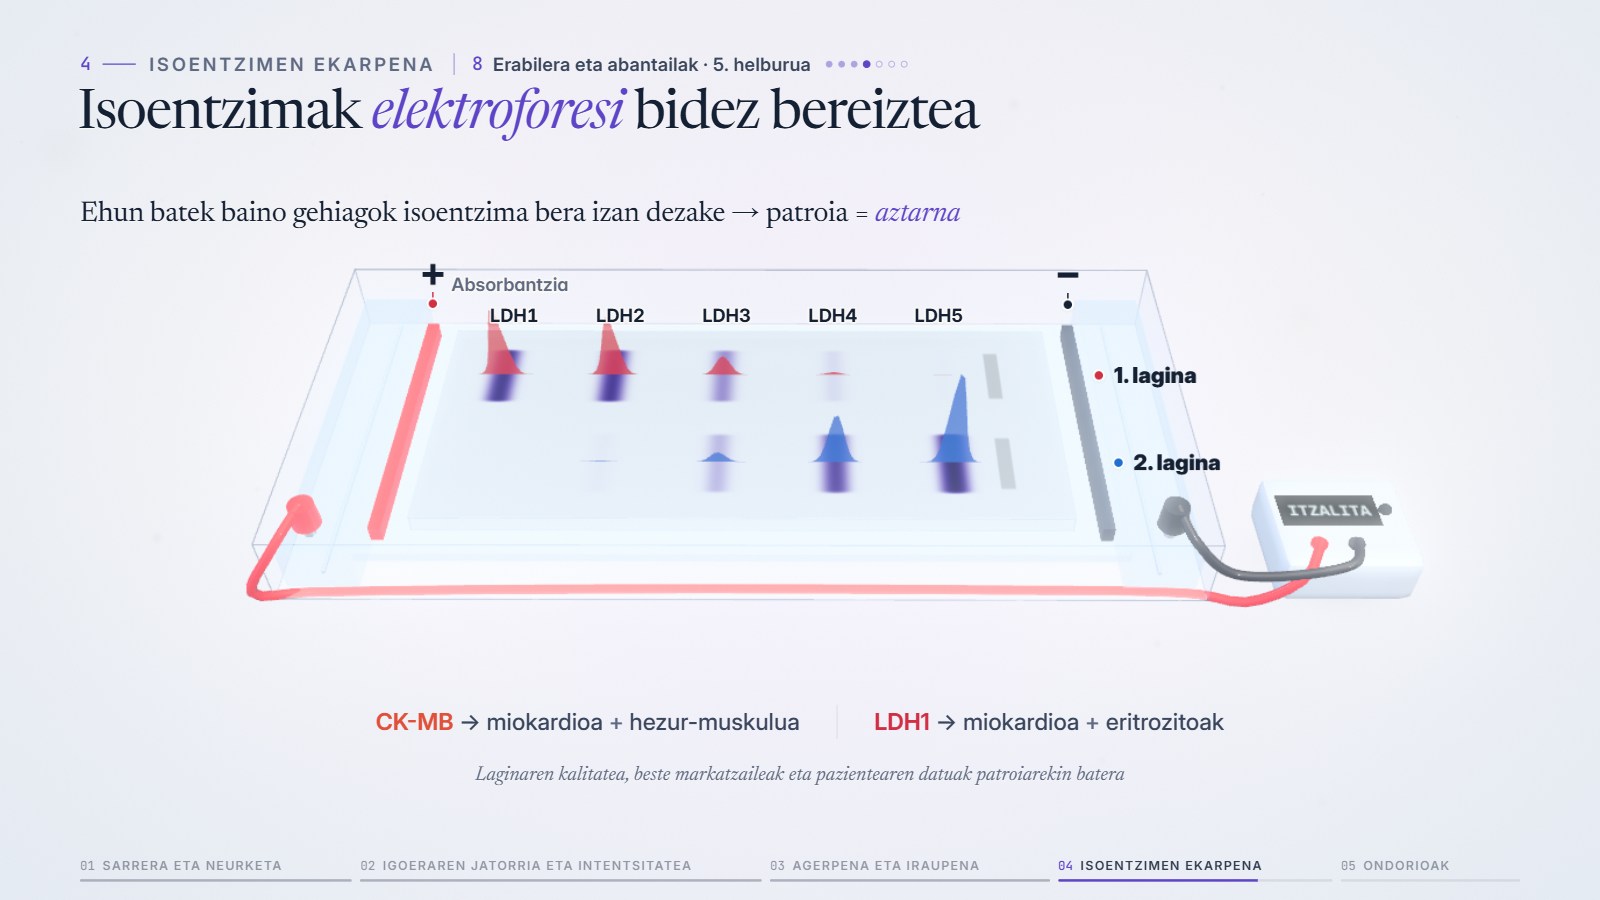 4 — ISOENTZIMEN EKARPENA | 8 Erabilera eta abantailak · 5. helburua
Isoentzimak elektroforesi bidez bereiztea
Ehun batek baino gehiagok isoentzima bera izan dezake → patroia = aztarna
+ −
Absorbantzia
LDH1 LDH2 LDH3 LDH4 LDH5
1. lagina
2. lagina
ITZALITA
CK-MB → miokardioa + hezur-muskulua | LDH1 → miokardioa + eritrozitoak
Laginaren kalitatea, beste markatzaileak eta pazientearen datuak patroiarekin batera
01 SARRERA ETA NEURKETA 02 IGOERAREN JATORRIA ETA INTENTSITATEA 03 AGERPENA ETA IRAUPENA 04 ISOENTZIMEN EKARPENA 05 ONDORIOAK